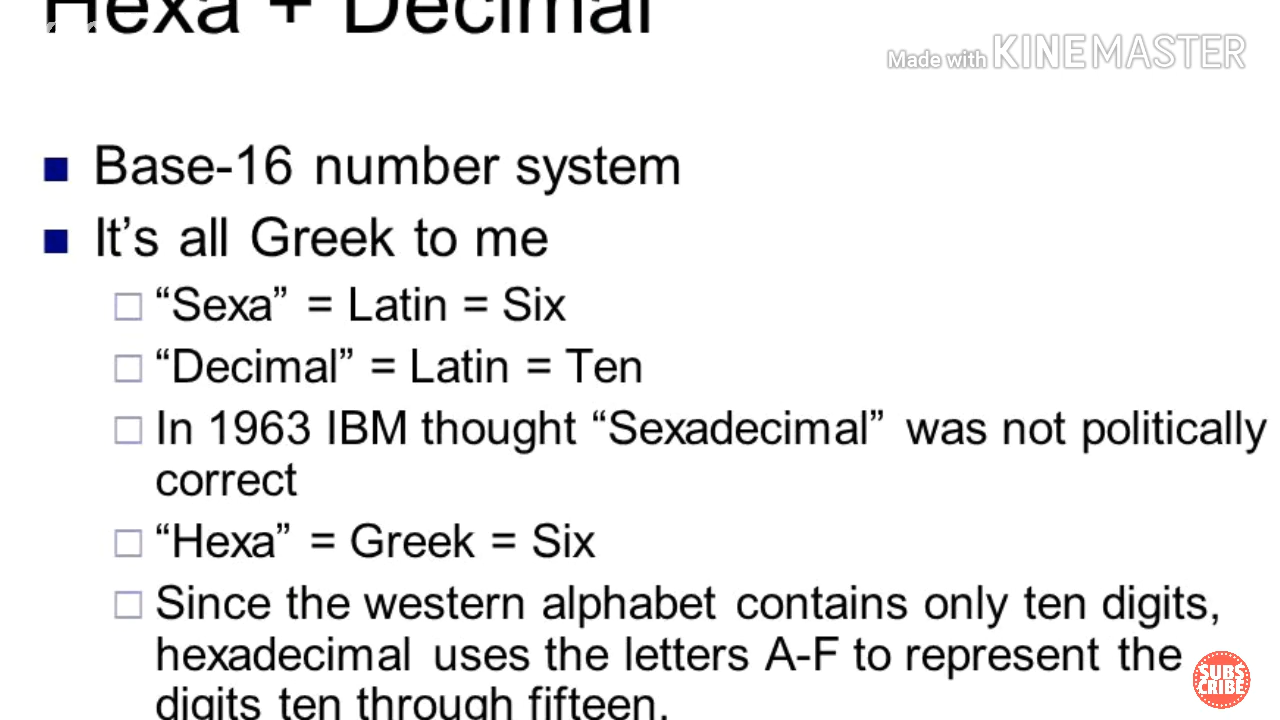 Hexa + Decimal
Made with KINEMASTER
Base-16 number system
It's all Greek to me
“Sexa” = Latin = Six
“Decimal” = Latin = Ten
In 1963 IBM thought “Sexadecimal” was not politically
correct
“Hexa” = Greek = Six
Since the western alphabet contains only ten digits,
hexadecimal uses the letters A-F to represent the
digits ten through fifteen.
SUBS
CRIBE